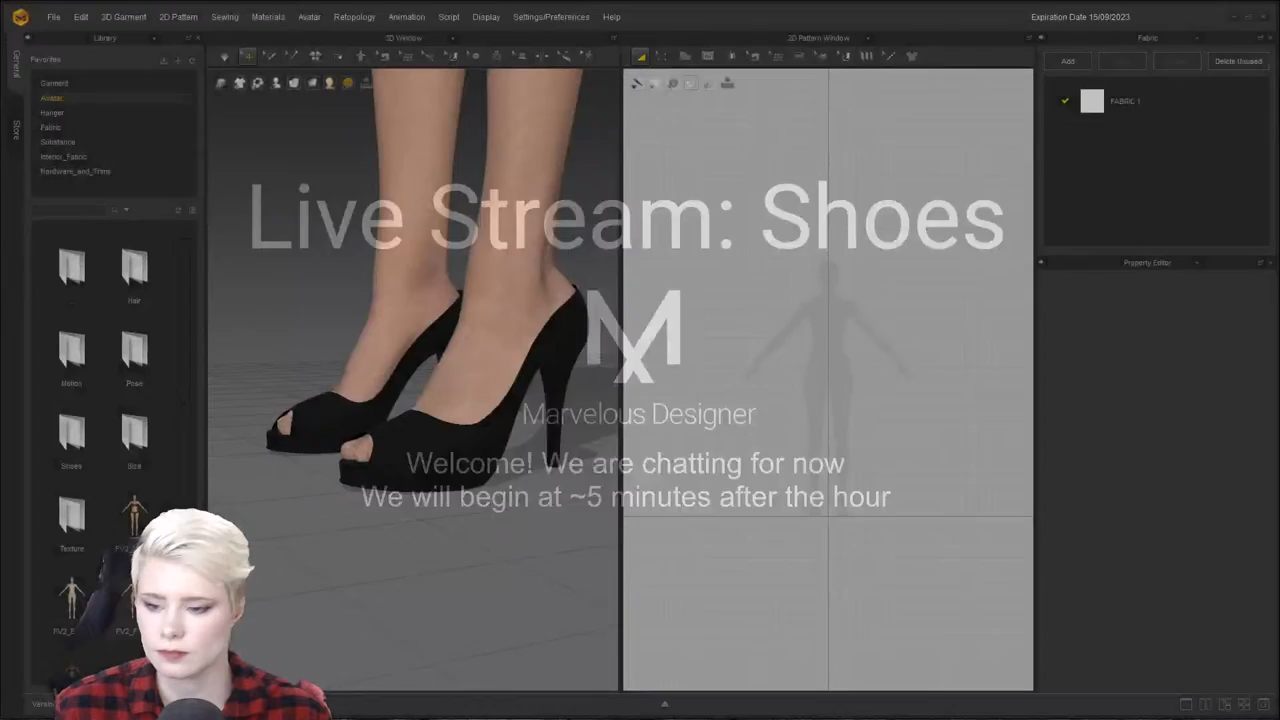 File Edit 3D Garment 2D Pattern Sewing Materials Avatar Retopology Animation Script Display Settings/Preferences Help
Expiration Date 15/09/2023
Library
3D Window
2D Pattern Window
Fabric
General
Store
Favorites
Garment
Avatar
Hanger
Fabric
Substance
Interior_Fabric
Hardware_and_Trims
Add
Delete Unused
FABRIC 1
Property Editor
Hair
Motion
Pose
Shoes
Size
Texture
Live Stream: Shoes
Marvelous Designer
Welcome! We are chatting for now
We will begin at ~5 minutes after the hour